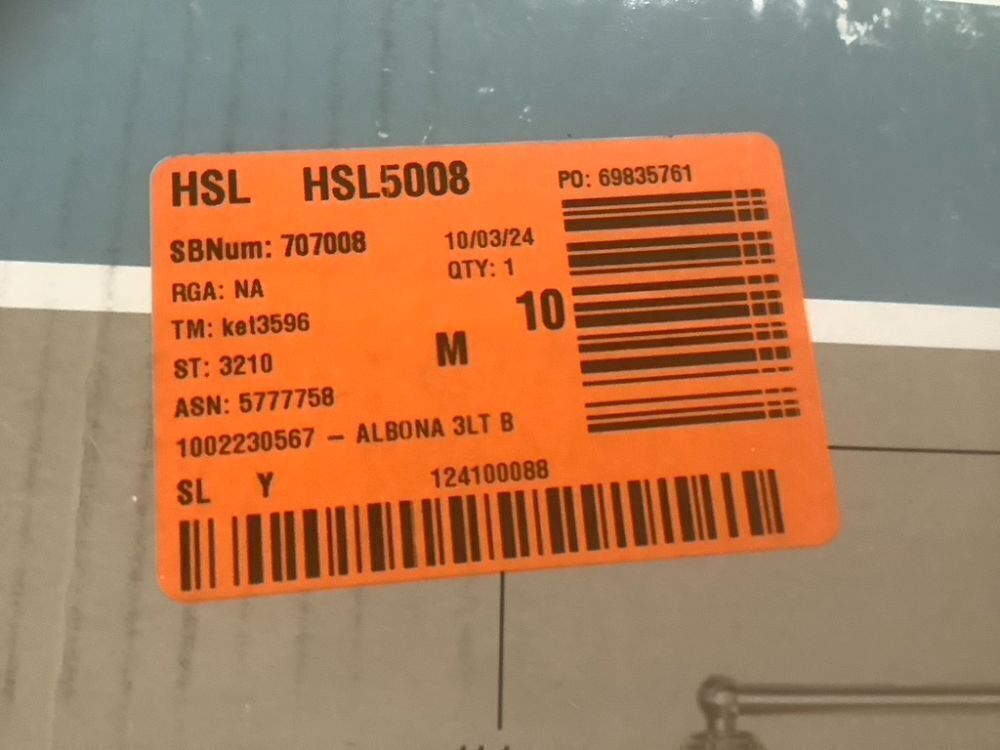 HSL HSL5008 PO: 69835761
SBNum: 707008 10/03/24
RGA: NA QTY: 1
TM: ket3596 10
ST: 3210 M
ASN: 5777758
1002230567 – ALBONA 3LT B
SL Y 124100088